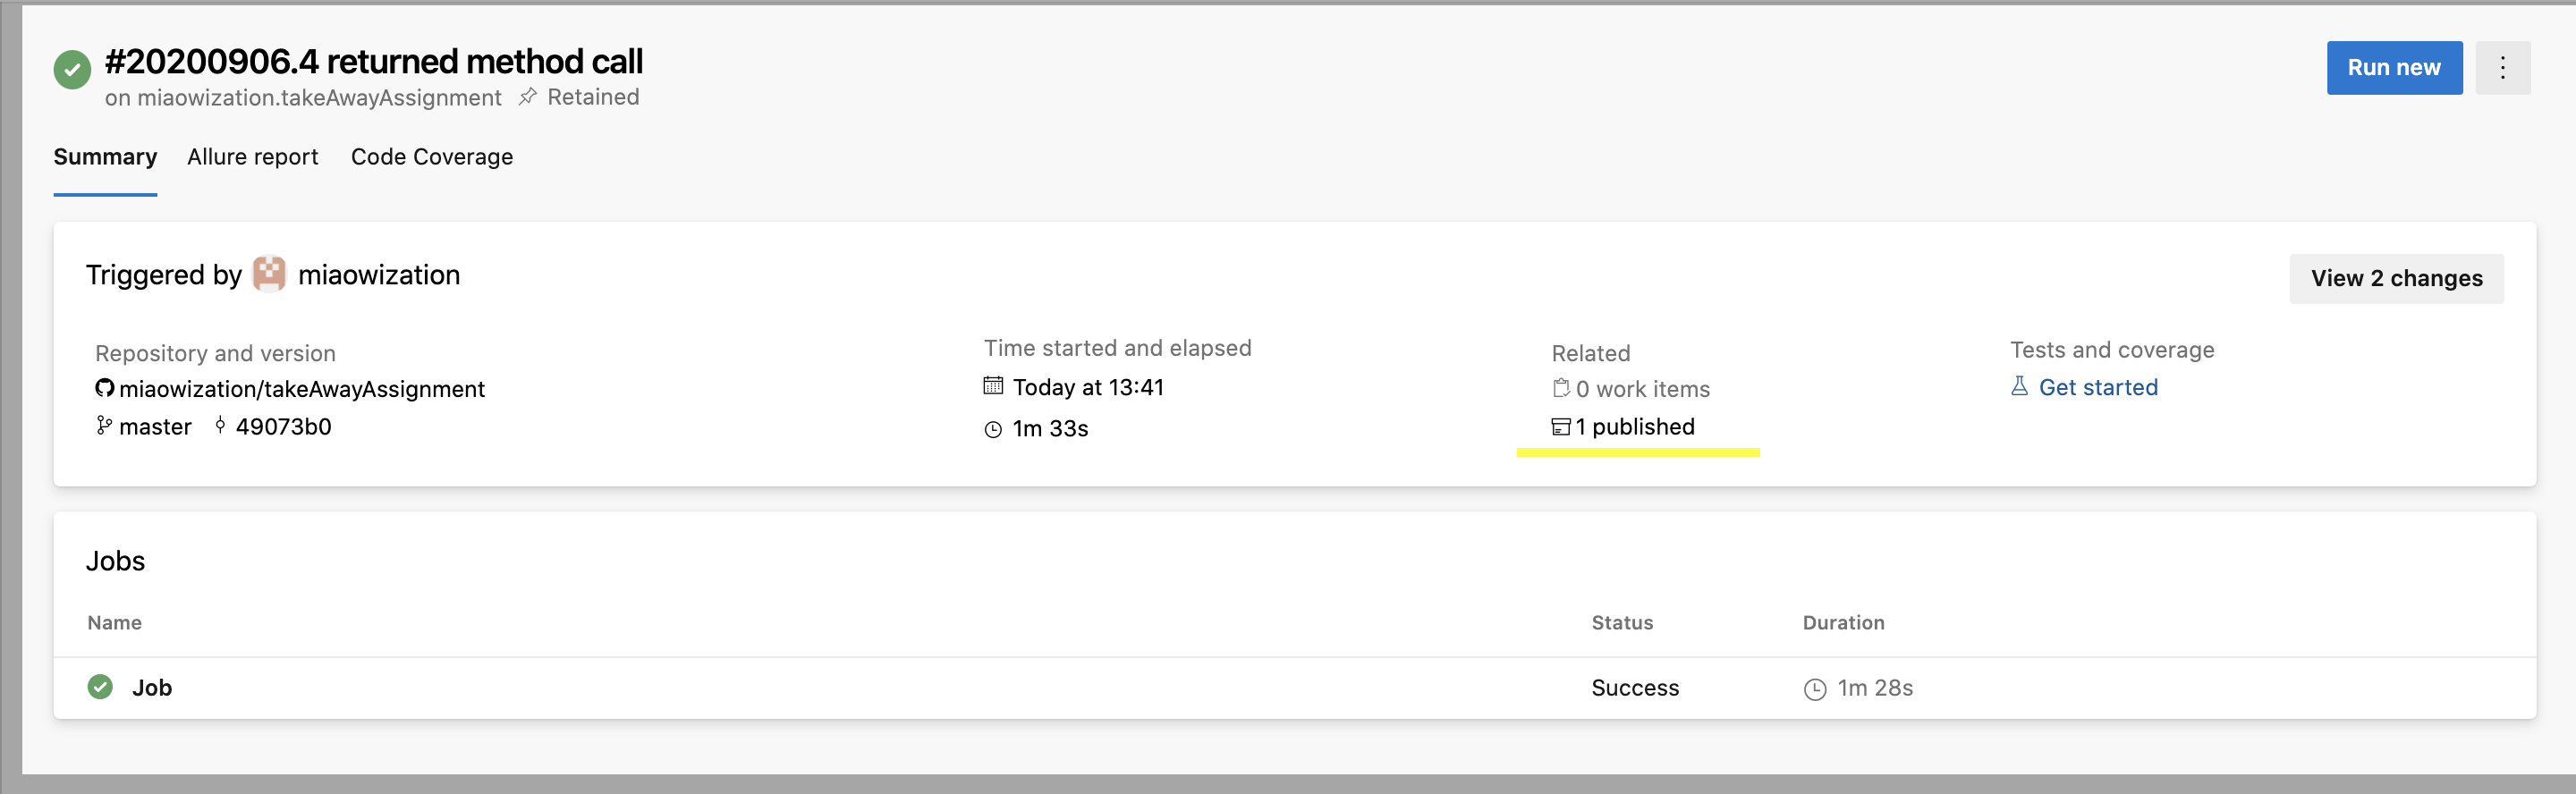 #20200906.4 returned method call
on miaowization.takeAwayAssignment Retained
Run new
Summary Allure report Code Coverage
Triggered by miaowization
View 2 changes
Repository and version
miaowization/takeAwayAssignment
master 49073b0
Time started and elapsed
Today at 13:41
1m 33s
Related
0 work items
1 published
Tests and coverage
Get started
Jobs
Name Status Duration
Job Success 1m 28s